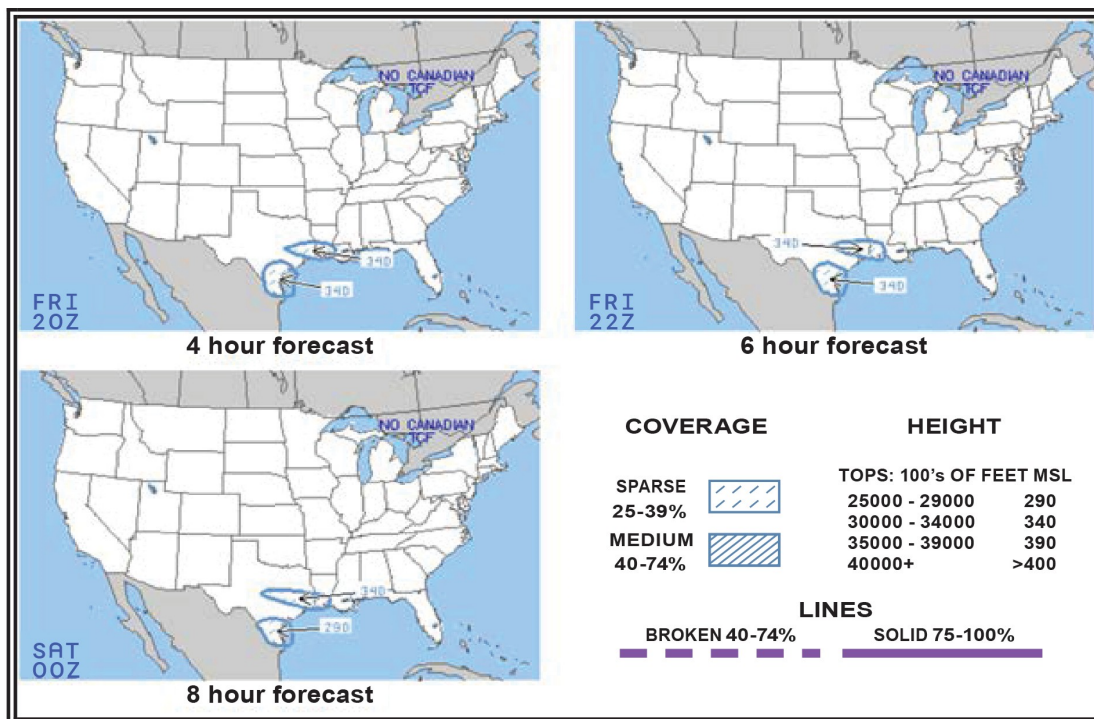 NO CANADIAN
TCF
340
340
FRI
20Z
4 hour forecast
NO CANADIAN
TCF
340
340
FRI
22Z
6 hour forecast
NO CANADIAN
TCF
340
290
SAT
00Z
8 hour forecast
COVERAGE
SPARSE
25-39%
MEDIUM
40-74%
HEIGHT
TOPS: 100's OF FEET MSL
25000 - 29000 290
30000 - 34000 340
35000 - 39000 390
40000+ >400
LINES
BROKEN 40-74% SOLID 75-100%